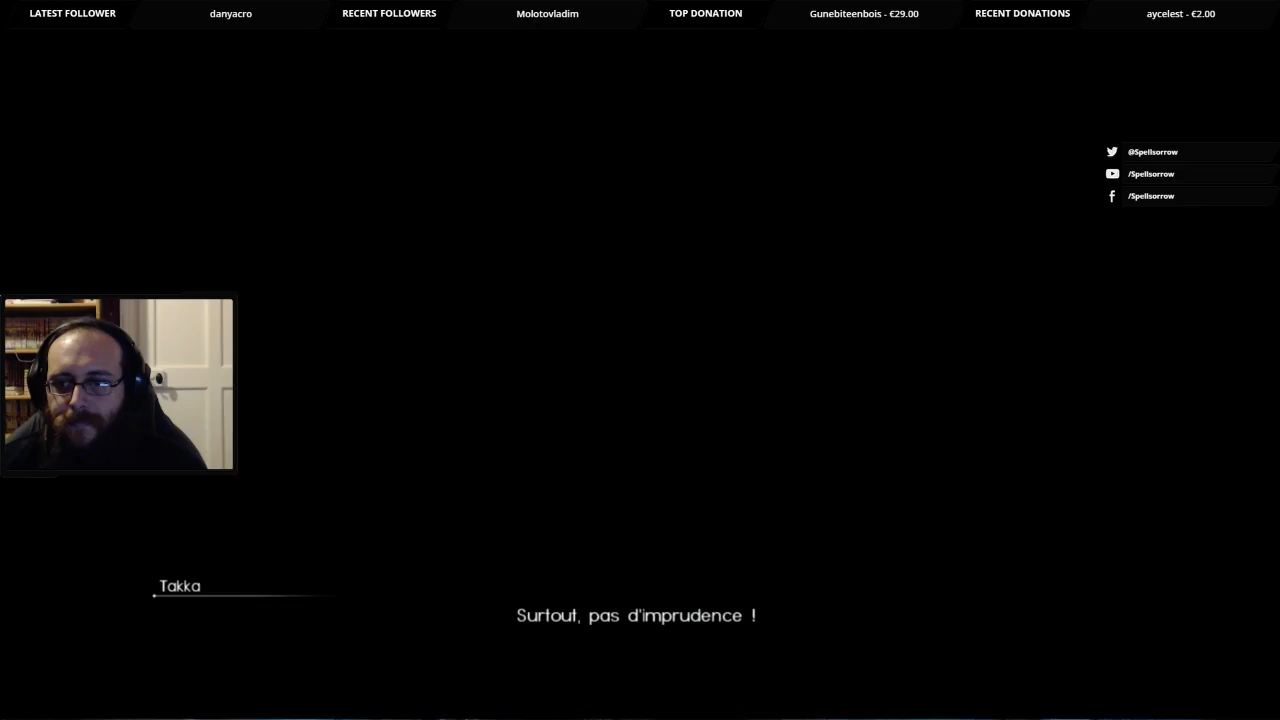 LATEST FOLLOWER danyacro RECENT FOLLOWERS Molotovladim TOP DONATION Gunebiteenbois - €29.00 RECENT DONATIONS aycelest - €2.00
@Spellsorrow
/Spellsorrow
/Spellsorrow
Takka
Surtout, pas d'imprudence !